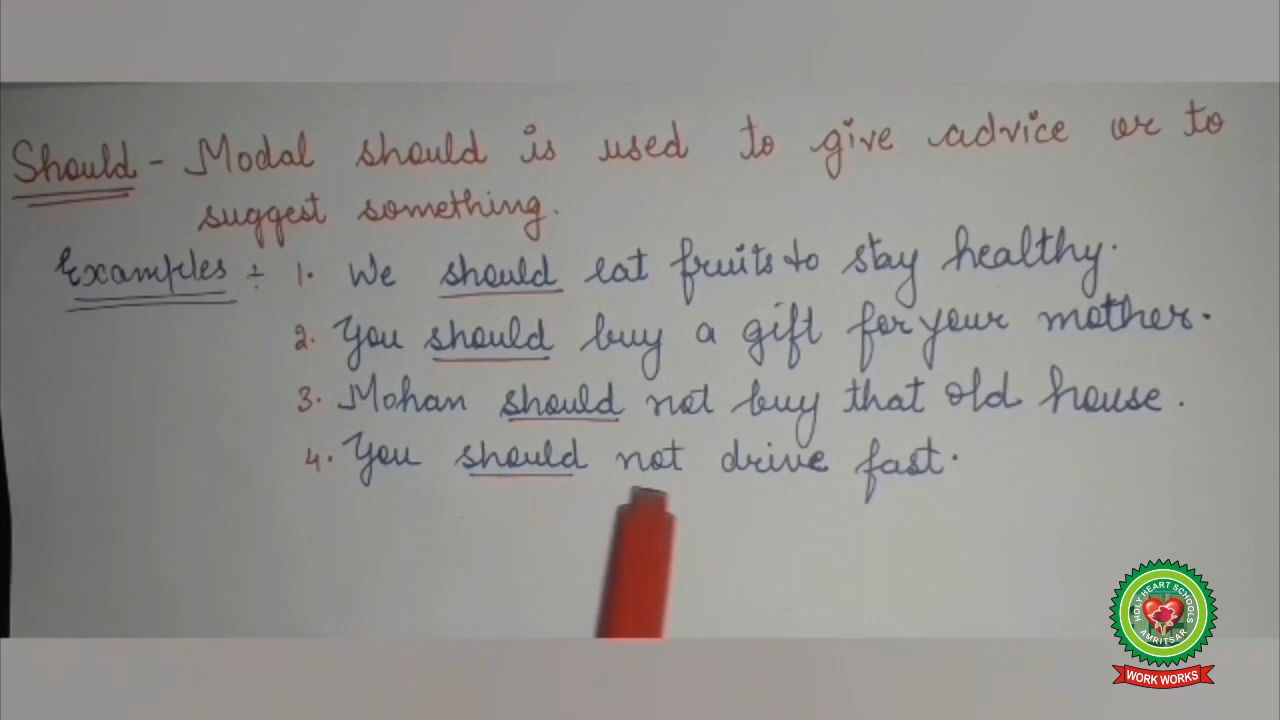 Should - Modal should is used to give advice or to
suggest something.
Examples ÷ 1. We should eat fruits to stay healthy.
2. You should buy a gift for your mother.
3. Mohan should not buy that old house.
4. You should not drive fast.
HOLY HEART SCHOOLS
AMRITSAR
WORK WORKS